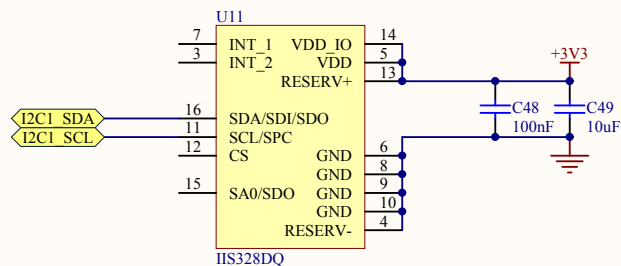 U11
7 INT_1 VDD_IO 14
3 INT_2 VDD 5
RESERV+ 13
+3V3
I2C1_SDA 16 SDA/SDI/SDO
I2C1_SCL 11 SCL/SPC
12 CS GND 6
GND 8
15 SA0/SDO GND 9
GND 10
RESERV- 4
C48
100nF
C49
10uF
IIS328DQ